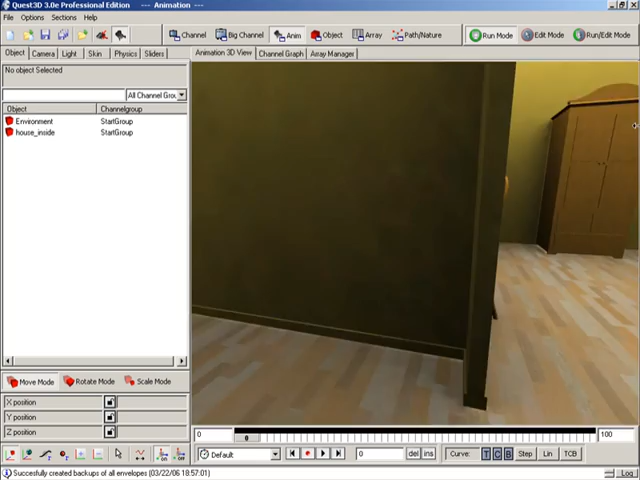 Quest3D 3.0e Professional Edition --- Animation ---
File Tools Sections Help
Channel Big Channel Anim Object Array Path/Nature Run Mode Edit Mode Run/Edit Mode
Object Camera Light Skin Physics Sliders Animation 3D View Channel Graph Array Manager
No object Selected
All Channel Grou
Object Channelgroup
Environment StartGroup
house_inside StartGroup
Move Mode Rotate Mode Scale Mode
X position
Y position
Z position
0 0 100
Default 0 del ins Curve: T C B Step Lin TCB
Succesfully created backups of all envelopes (03/22/06 18:57:01) Log